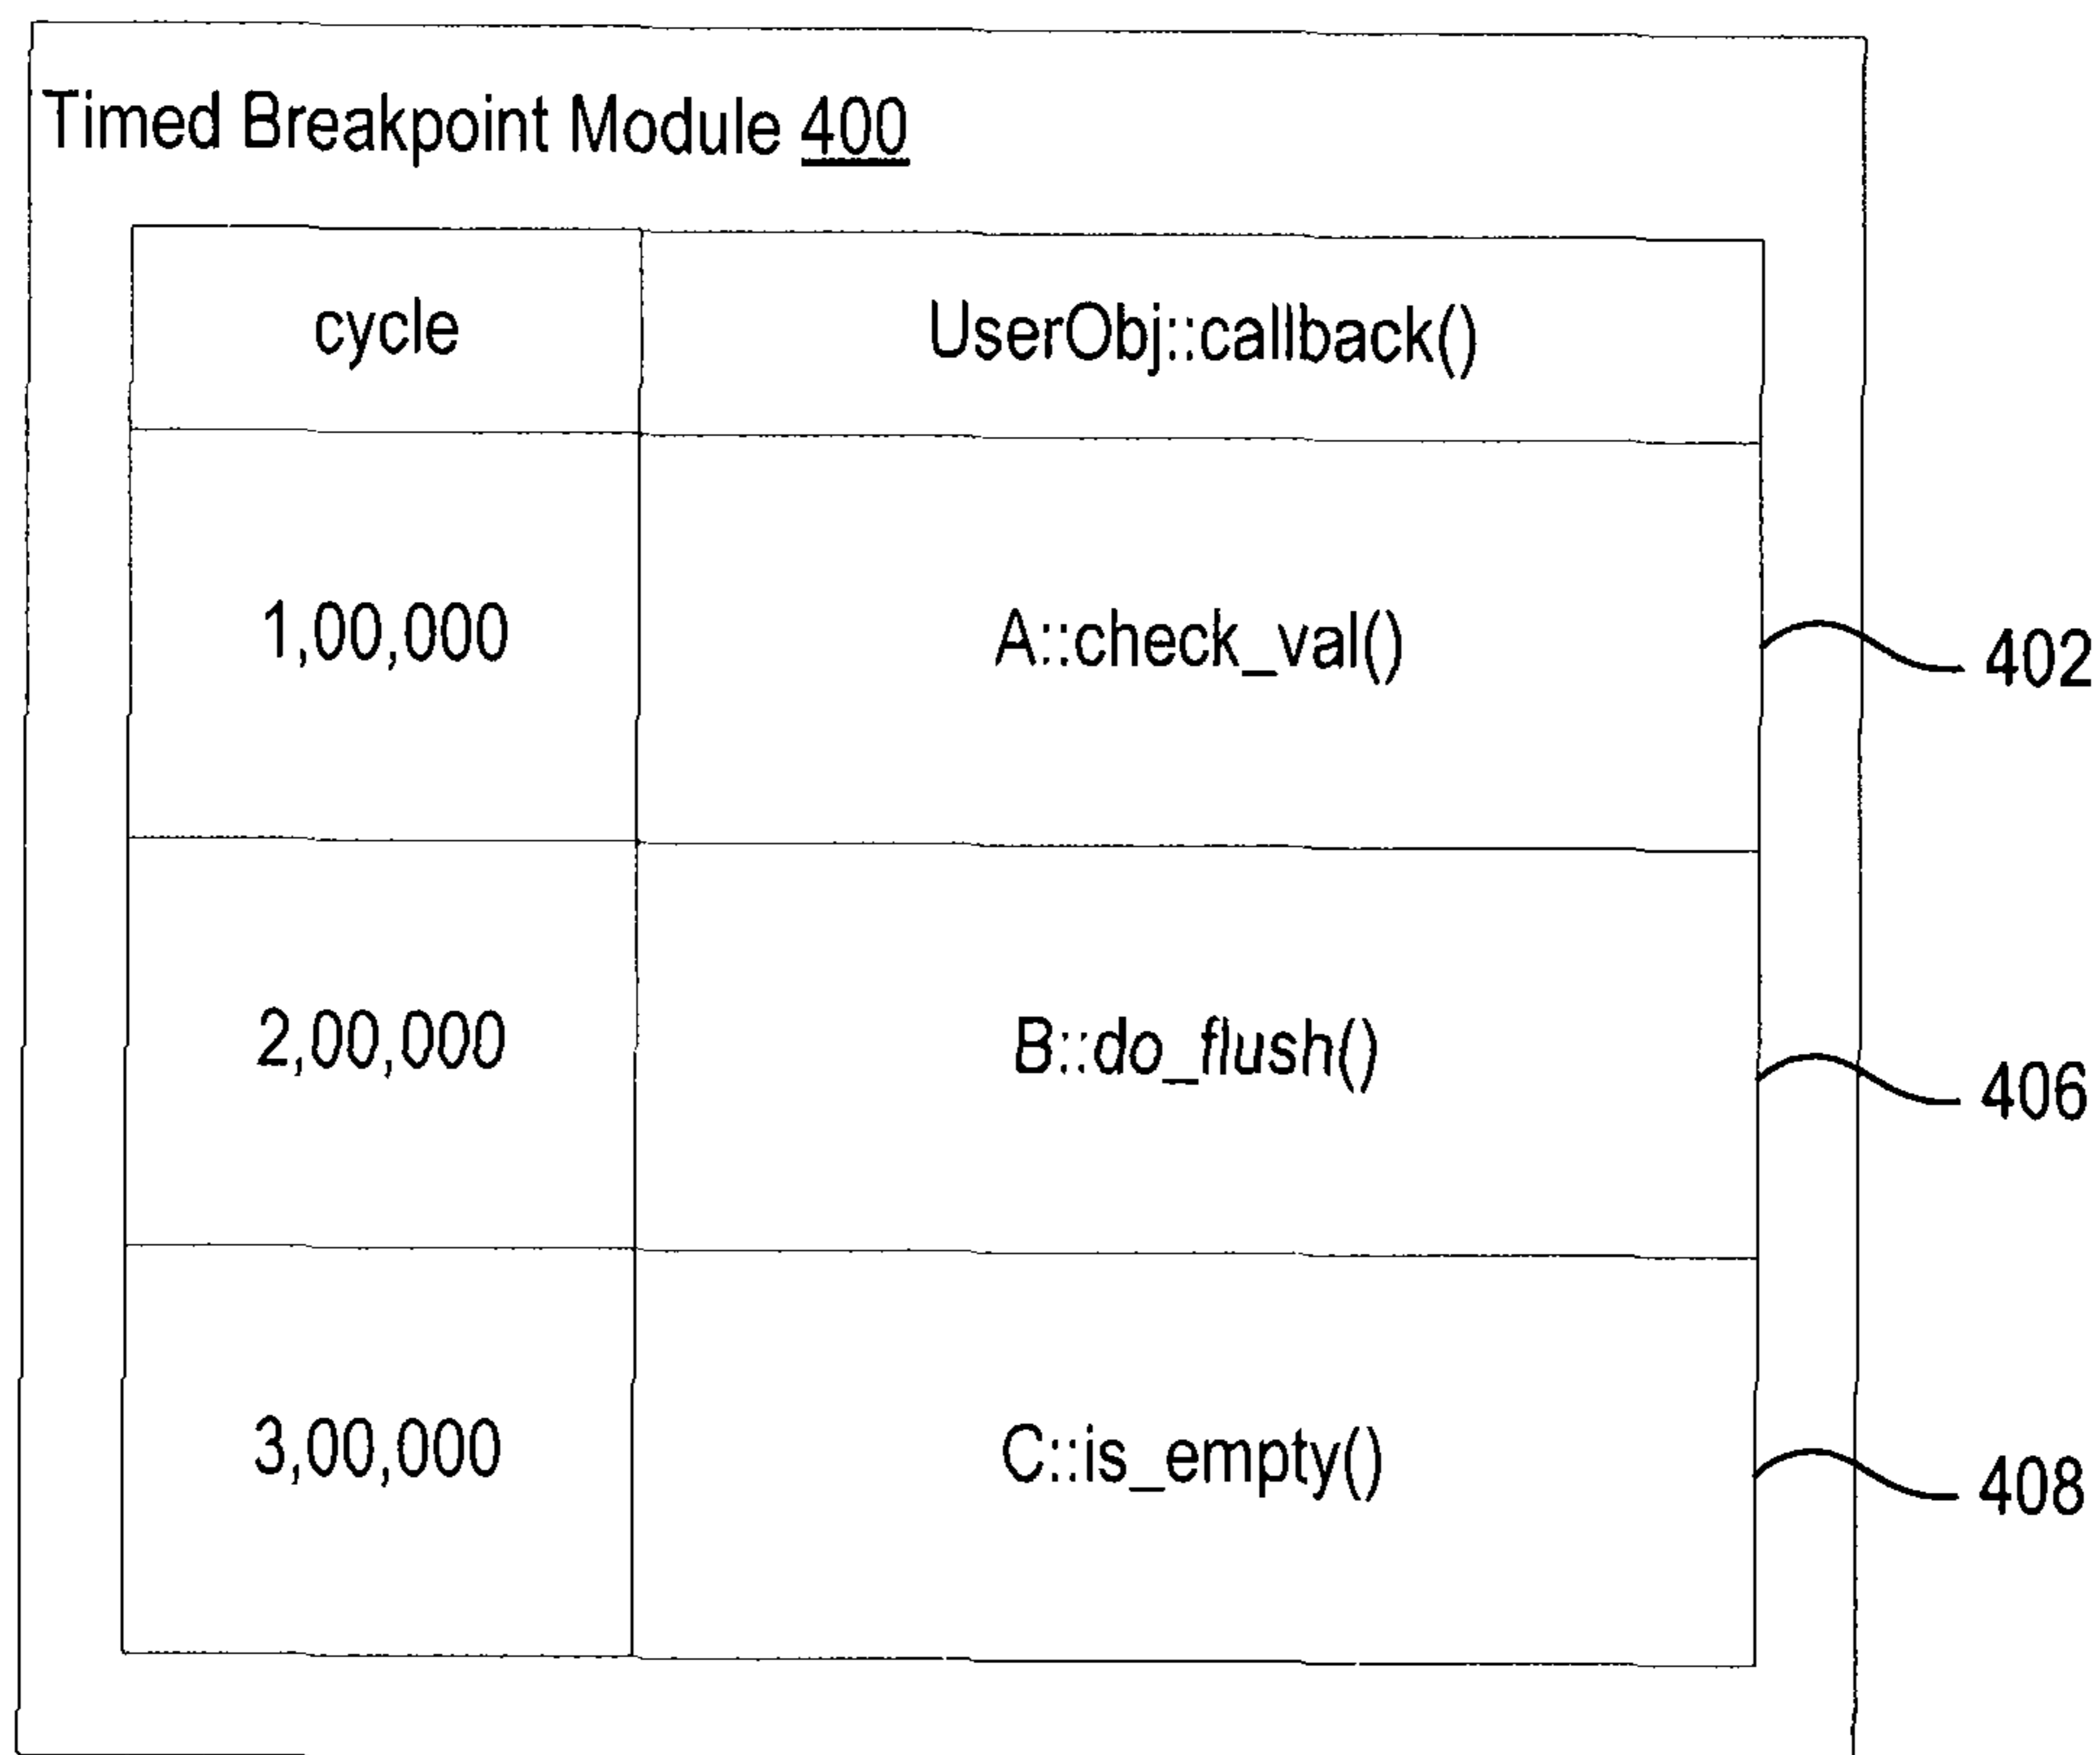 Timed Breakpoint Module 400
cycle UserObj::callback()
1,00,000 A::check_val() 402
2,00,000 B::do_flush() 406
3,00,000 C::is_empty() 408